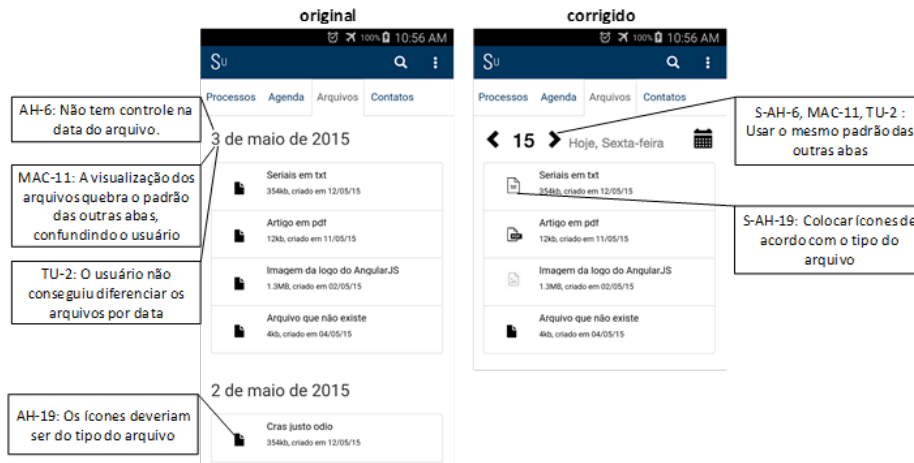 original
corrigido
100% 10:56 AM
100% 10:56 AM
SU
SU
Processos Agenda Arquivos Contatos
Processos Agenda Arquivos Contatos
AH-6: Não tem controle na
data do arquivo.
MAC-11: A visualização dos
arquivos quebra o padrão
das outras abas,
confundindo o usuário
TU-2: O usuário não
conseguiu diferenciar os
arquivos por data
AH-19: Os ícones deveriam
ser do tipo do arquivo
3 de maio de 2015
Seriais em txt
354kb, criado em 12/05/15
Artigo em pdf
12kb, criado em 11/05/15
Imagem da logo do AngularJS
1.3MB, criado em 02/05/15
Arquivo que não existe
4kb, criado em 04/05/15
2 de maio de 2015
Cras justo odio
354kb, criado em 12/05/15
15 Hoje, Sexta-feira
Seriais em txt
354kb, criado em 12/05/15
Artigo em pdf
12kb, criado em 11/05/15
Imagem da logo do AngularJS
1.3MB, criado em 02/05/15
Arquivo que não existe
4kb, criado em 04/05/15
S-AH-6, MAC-11, TU-2 :
Usar o mesmo padrão das
outras abas
S-AH-19: Colocar ícones de
acordo com o tipo do
arquivo